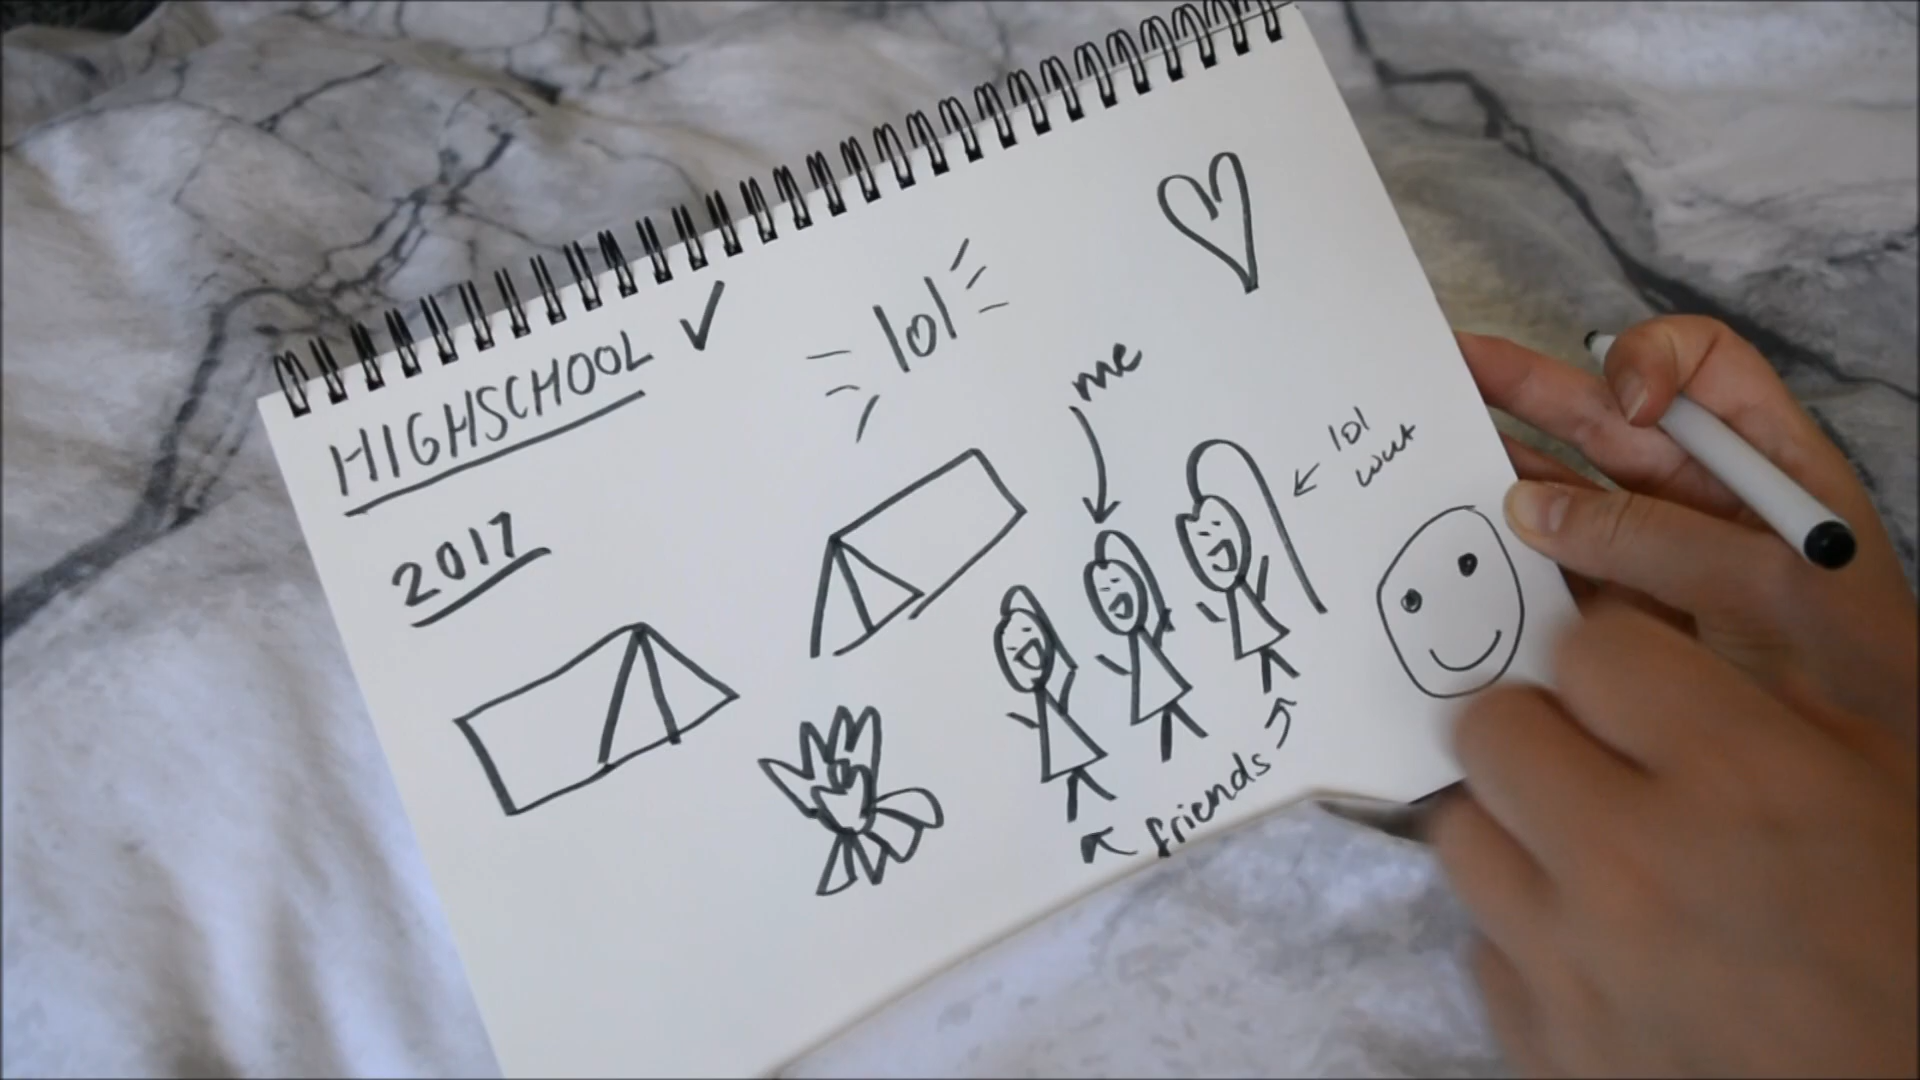 HIGHSCHOOL ✓
2017
lol
me
lol
wut
friends